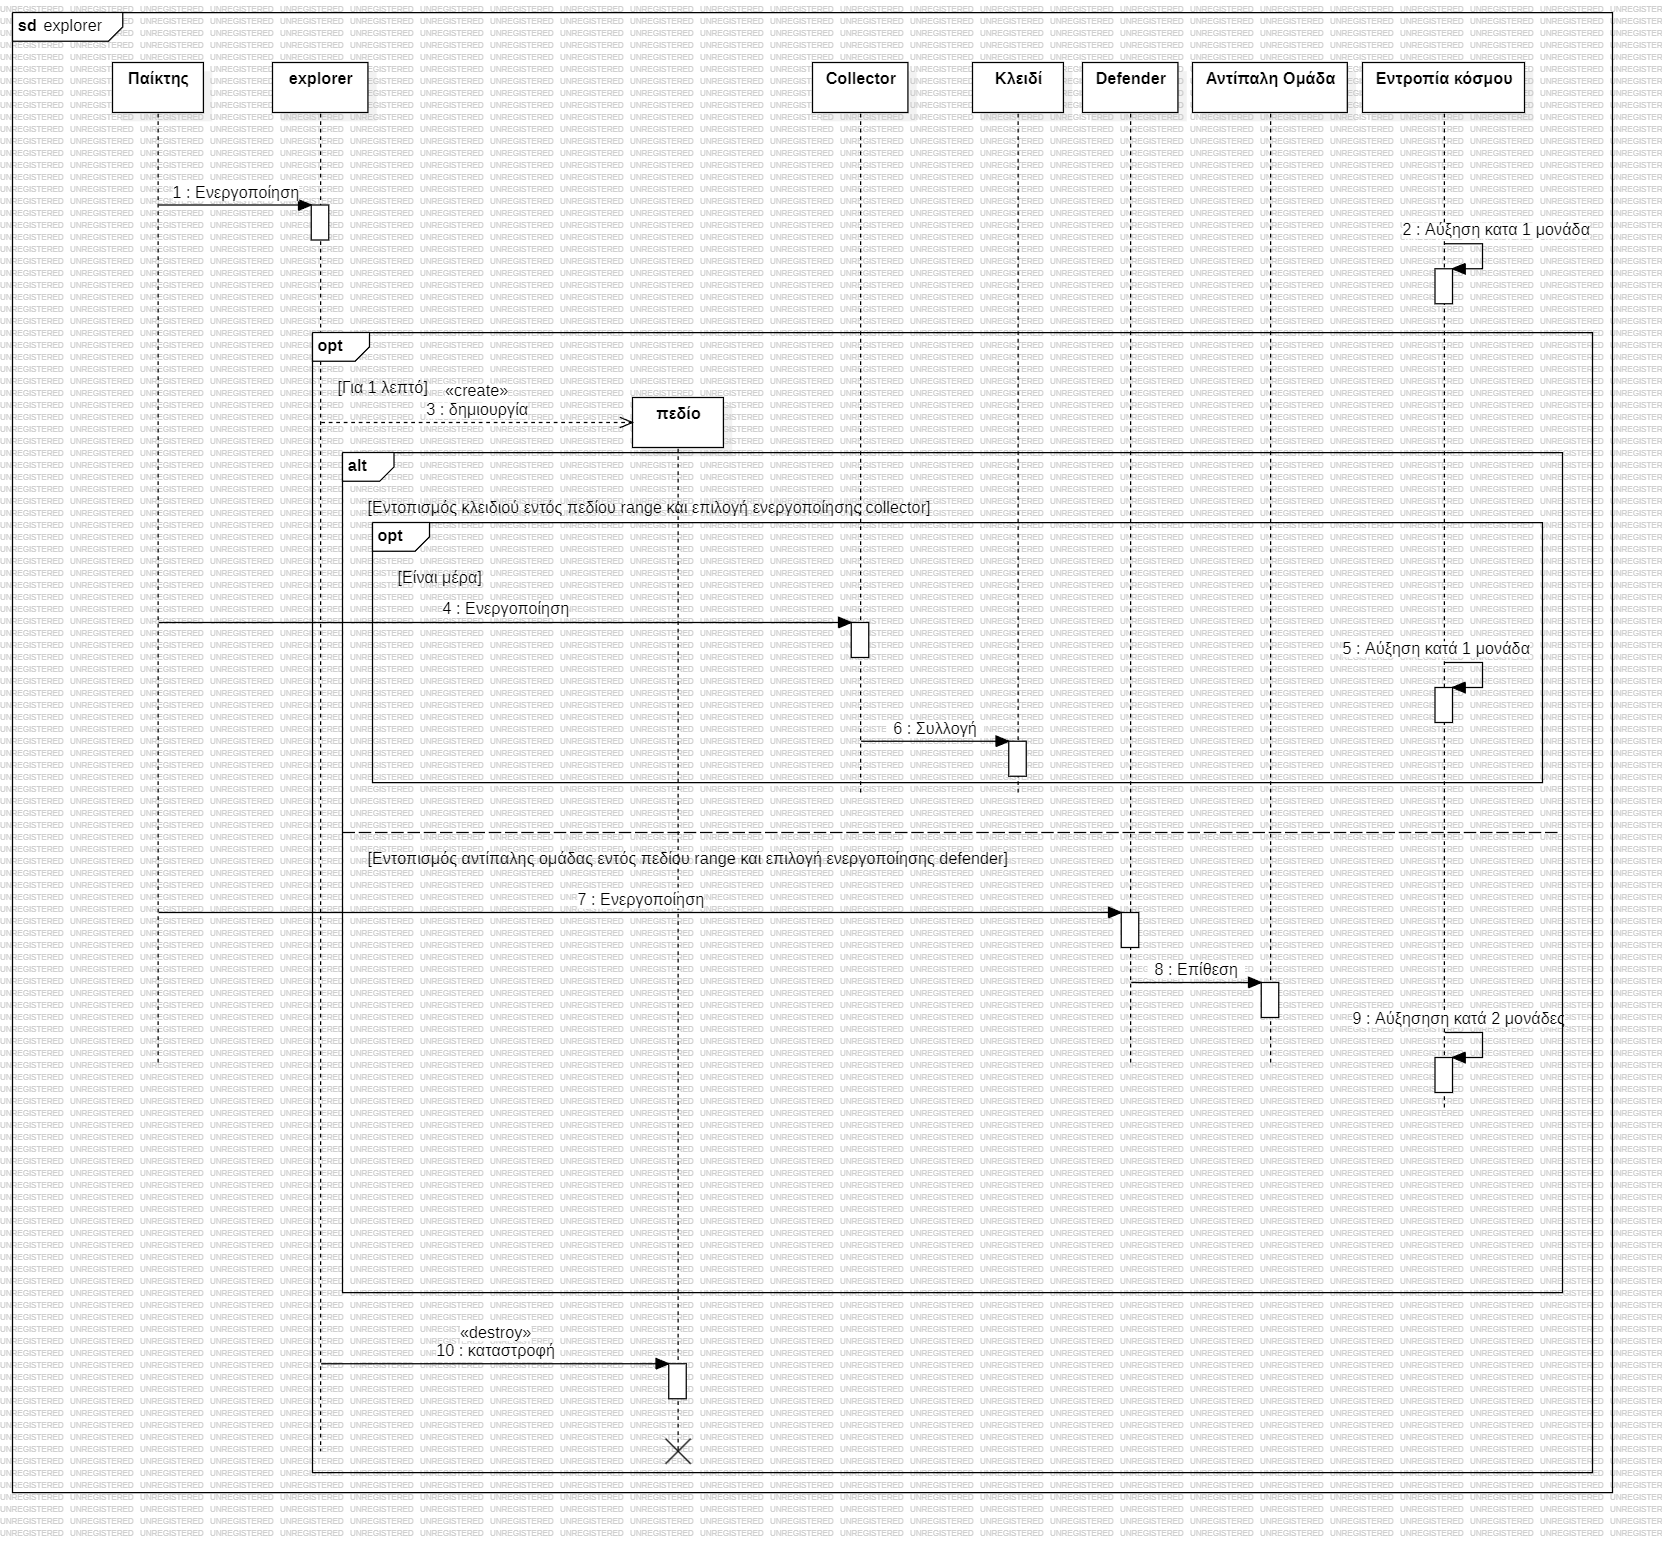 sd explorer
Παίκτης
explorer
Collector
Κλειδί
Defender
Αντίπαλη Ομάδα
Εντροπία κόσμου
1 : Ενεργοποίηση
2 : Αύξηση κατα 1 μονάδα
opt
[Για 1 λεπτό]
«create»
3 : δημιουργία
πεδίο
alt
[Εντοπισμός κλειδιού εντός πεδίου range και επιλογή ενεργοποίησης collector]
opt
[Είναι μέρα]
4 : Ενεργοποίηση
5 : Αύξηση κατά 1 μονάδα
6 : Συλλογή
[Εντοπισμός αντίπαλης ομάδας εντός πεδίου range και επιλογή ενεργοποίησης defender]
7 : Ενεργοποίηση
8 : Επίθεση
9 : Αύξησηση κατά 2 μονάδες
«destroy»
10 : καταστροφή
UNREGISTERED